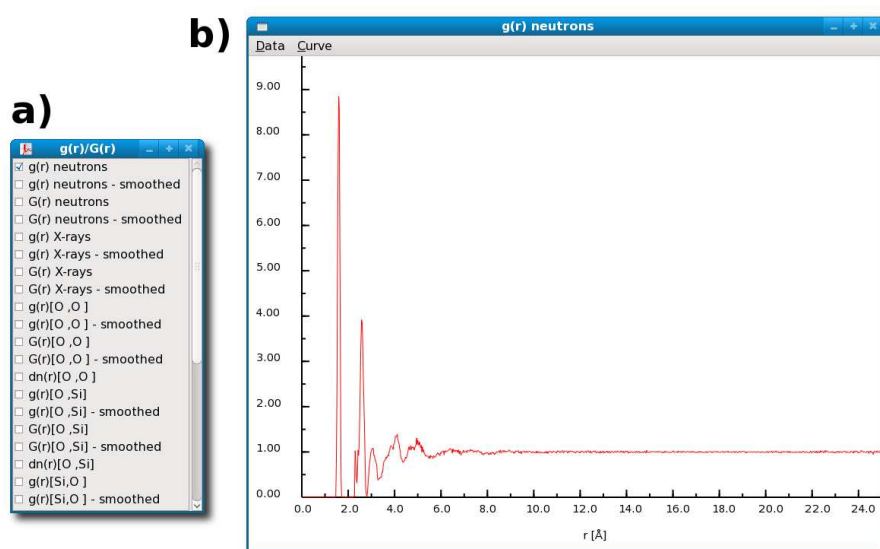 a)
g(r)/G(r)
g(r) neutrons
g(r) neutrons - smoothed
G(r) neutrons
G(r) neutrons - smoothed
g(r) X-rays
g(r) X-rays - smoothed
G(r) X-rays
G(r) X-rays - smoothed
g(r)[O ,O ]
g(r)[O ,O ] - smoothed
G(r)[O ,O ]
G(r)[O ,O ] - smoothed
dn(r)[O ,O ]
g(r)[O ,Si]
g(r)[O ,Si] - smoothed
G(r)[O ,Si]
G(r)[O ,Si] - smoothed
dn(r)[O ,Si]
g(r)[Si,O ]
g(r)[Si,O ] - smoothed
b)
g(r) neutrons
Data Curve
9.00
8.00
7.00
6.00
5.00
4.00
3.00
2.00
1.00
0.00
0.0 2.0 4.0 6.0 8.0 10.0 12.0 14.0 16.0 18.0 20.0 22.0 24.0
r [Å]